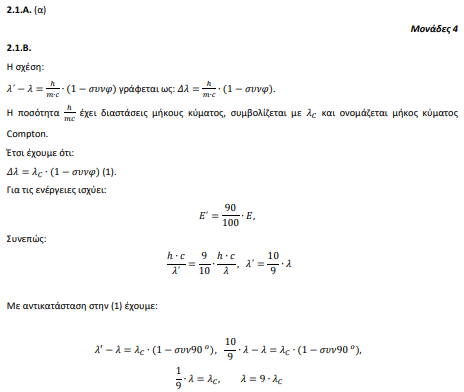 2.1.Α. (α)
Μονάδες 4
2.1.Β.
Η σχέση:
λ′ − λ = h/(m·c) · (1 − συνφ) γράφεται ως: Δλ = h/(m·c) · (1 − συνφ).
Η ποσότητα h/(mc) έχει διαστάσεις μήκους κύματος, συμβολίζεται με λ_C και ονομάζεται μήκος κύματος
Compton.
Έτσι έχουμε ότι:
Δλ = λ_C · (1 − συνφ) (1).
Για τις ενέργειες ισχύει:
E′ = 90/100 · E,
Συνεπώς:
h · c/λ′ = 9/10 · h · c/λ, λ′ = 10/9 · λ
Με αντικατάσταση στην (1) έχουμε:
λ′ − λ = λ_C · (1 − συν90 °), 10/9 · λ − λ = λ_C · (1 − συν90 °),
1/9 · λ = λ_C, λ = 9 · λ_C